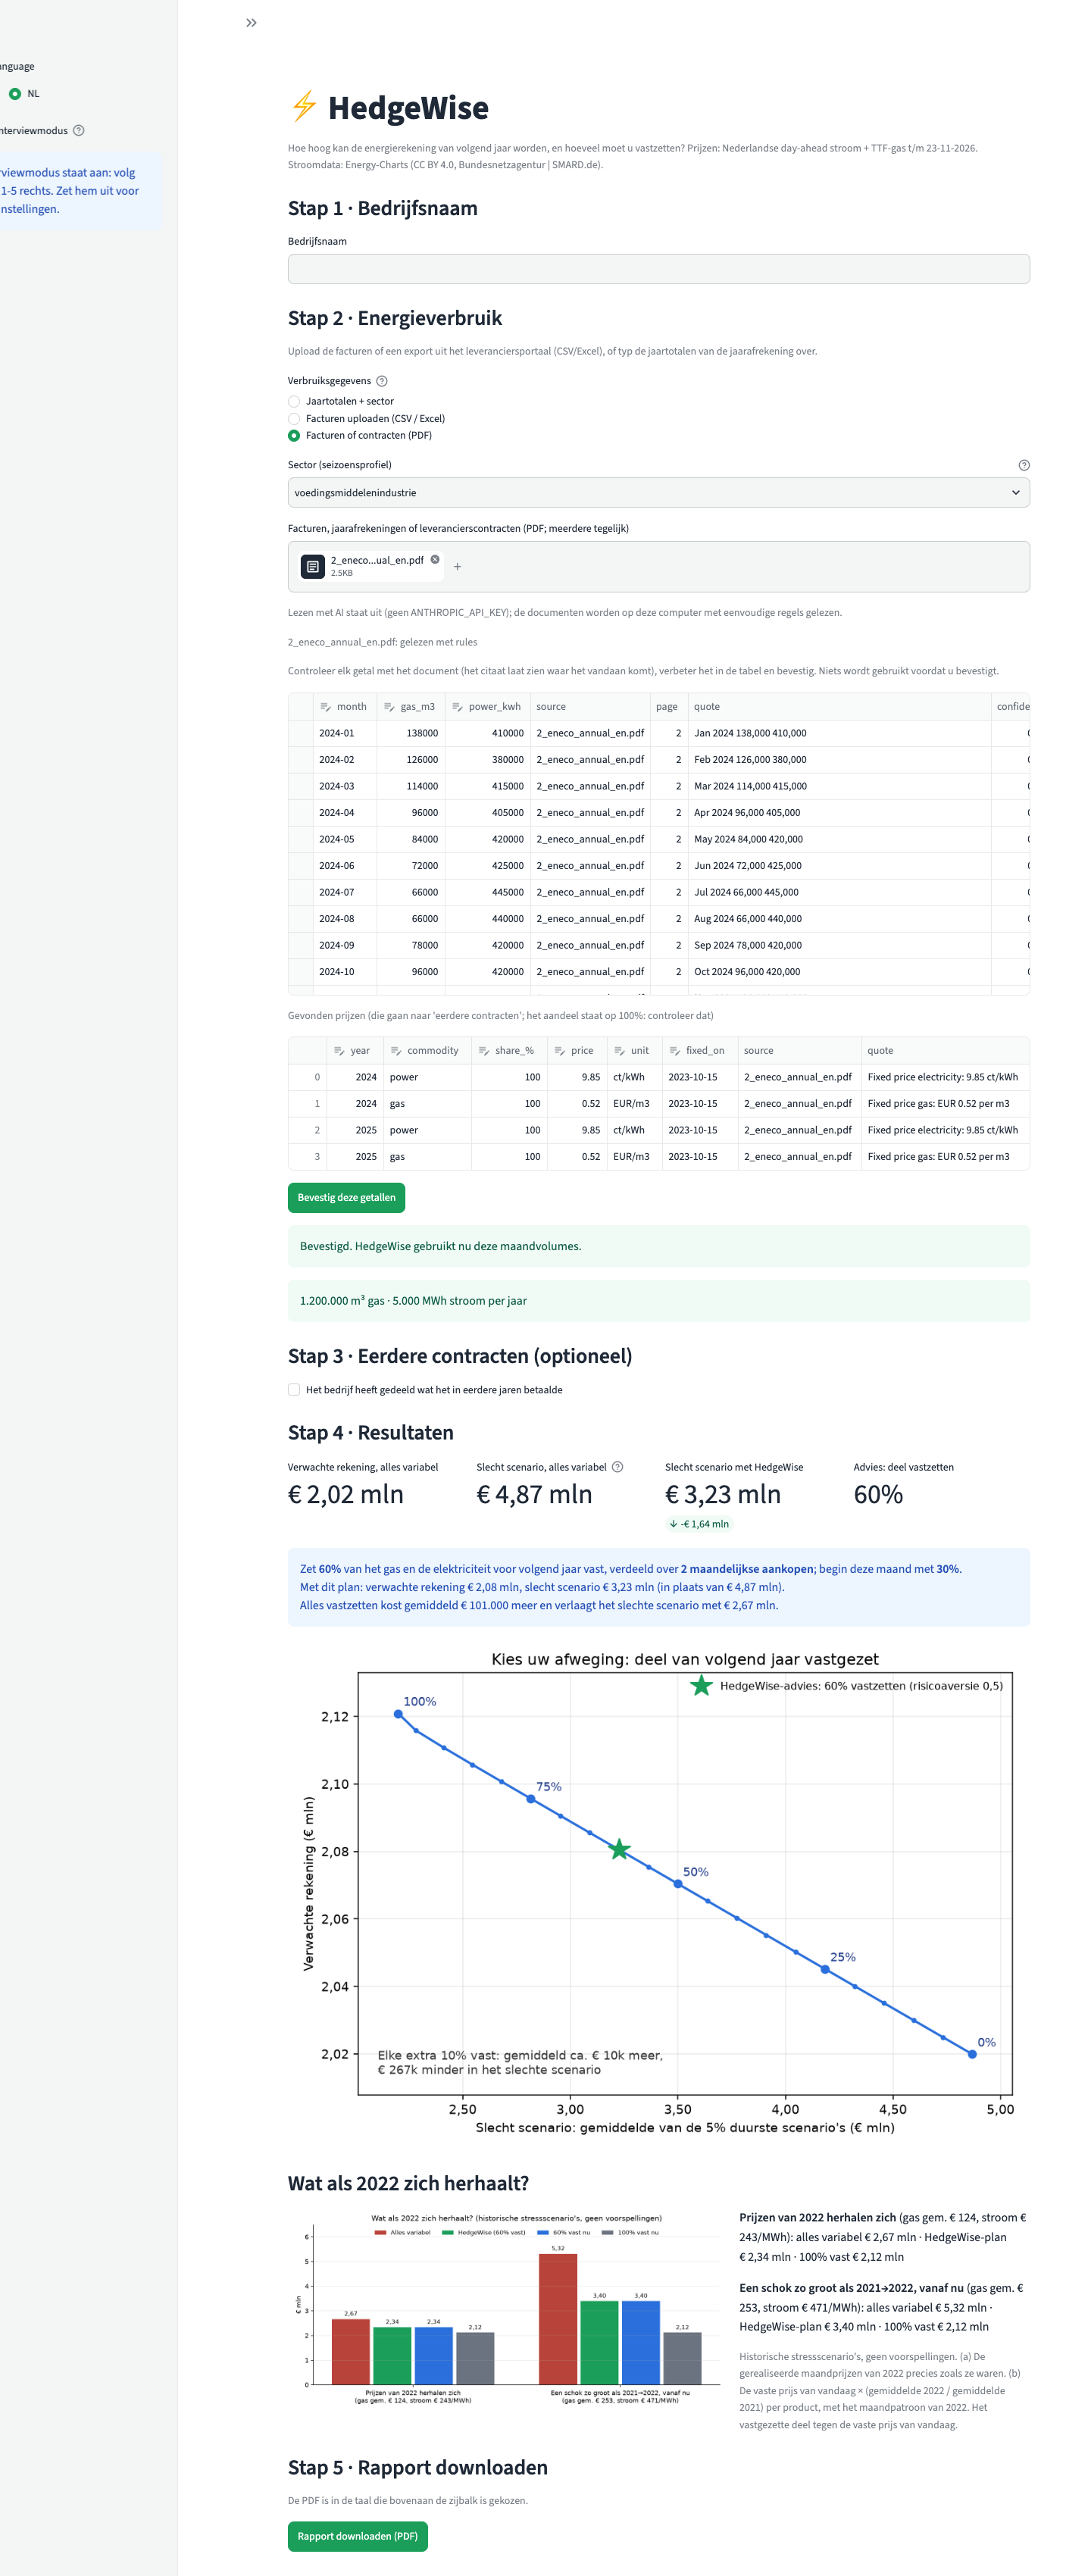 anguage
NL
nterviewmodus
rviewmodus staat aan: volg
1-5 rechts. Zet hem uit voor
nstellingen.
HedgeWise
Hoe hoog kan de energierekening van volgend jaar worden, en hoeveel moet u vastzetten? Prijzen: Nederlandse day-ahead stroom + TTF-gas t/m 23-11-2026.
Stroomdata: Energy-Charts (CC BY 4.0, Bundesnetzagentur | SMARD.de).
Stap 1 · Bedrijfsnaam
Bedrijfsnaam
Stap 2 · Energieverbruik
Upload de facturen of een export uit het leveranciersportaal (CSV/Excel), of typ de jaartotalen van de jaarafrekening over.
Verbruiksgegevens
Jaartotalen + sector
Facturen uploaden (CSV / Excel)
Facturen of contracten (PDF)
Sector (seizoensprofiel)
voedingsmiddelenindustrie
Facturen, jaarafrekeningen of leverancierscontracten (PDF; meerdere tegelijk)
2_eneco...ual_en.pdf
2.5KB
Lezen met AI staat uit (geen ANTHROPIC_API_KEY); de documenten worden op deze computer met eenvoudige regels gelezen.
2_eneco_annual_en.pdf: gelezen met rules
Controleer elk getal met het document (het citaat laat zien waar het vandaan komt), verbeter het in de tabel en bevestig. Niets wordt gebruikt voordat u bevestigt.
month gas_m3 power_kwh source page quote confide
2024-01 138000 410000 2_eneco_annual_en.pdf 2 Jan 2024 138,000 410,000
2024-02 126000 380000 2_eneco_annual_en.pdf 2 Feb 2024 126,000 380,000
2024-03 114000 415000 2_eneco_annual_en.pdf 2 Mar 2024 114,000 415,000
2024-04 96000 405000 2_eneco_annual_en.pdf 2 Apr 2024 96,000 405,000
2024-05 84000 420000 2_eneco_annual_en.pdf 2 May 2024 84,000 420,000
2024-06 72000 425000 2_eneco_annual_en.pdf 2 Jun 2024 72,000 425,000
2024-07 66000 445000 2_eneco_annual_en.pdf 2 Jul 2024 66,000 445,000
2024-08 66000 440000 2_eneco_annual_en.pdf 2 Aug 2024 66,000 440,000
2024-09 78000 420000 2_eneco_annual_en.pdf 2 Sep 2024 78,000 420,000
2024-10 96000 420000 2_eneco_annual_en.pdf 2 Oct 2024 96,000 420,000
Gevonden prijzen (die gaan naar 'eerdere contracten'; het aandeel staat op 100%: controleer dat)
year commodity share_% price unit fixed_on source quote
0 2024 power 100 9.85 ct/kWh 2023-10-15 2_eneco_annual_en.pdf Fixed price electricity: 9.85 ct/kWh
1 2024 gas 100 0.52 EUR/m3 2023-10-15 2_eneco_annual_en.pdf Fixed price gas: EUR 0.52 per m3
2 2025 power 100 9.85 ct/kWh 2023-10-15 2_eneco_annual_en.pdf Fixed price electricity: 9.85 ct/kWh
3 2025 gas 100 0.52 EUR/m3 2023-10-15 2_eneco_annual_en.pdf Fixed price gas: EUR 0.52 per m3
Bevestig deze getallen
Bevestigd. HedgeWise gebruikt nu deze maandvolumes.
1.200.000 m³ gas · 5.000 MWh stroom per jaar
Stap 3 · Eerdere contracten (optioneel)
Het bedrijf heeft gedeeld wat het in eerdere jaren betaalde
Stap 4 · Resultaten
Verwachte rekening, alles variabel
€ 2,02 mln
Slecht scenario, alles variabel
€ 4,87 mln
Slecht scenario met HedgeWise
€ 3,23 mln
↓ -€ 1,64 mln
Advies: deel vastzetten
60%
Zet 60% van het gas en de elektriciteit voor volgend jaar vast, verdeeld over 2 maandelijkse aankopen; begin deze maand met 30%.
Met dit plan: verwachte rekening € 2,08 mln, slecht scenario € 3,23 mln (in plaats van € 4,87 mln).
Alles vastzetten kost gemiddeld € 101.000 meer en verlaagt het slechte scenario met € 2,67 mln.
Kies uw afweging: deel van volgend jaar vastgezet
HedgeWise-advies: 60% vastzetten (risicoaversie 0,5)
100%
75%
50%
25%
0%
2,12
2,10
2,08
2,06
2,04
2,02
Verwachte rekening (€ mln)
Elke extra 10% vast: gemiddeld ca. € 10k meer,
€ 267k minder in het slechte scenario
2,50 3,00 3,50 4,00 4,50 5,00
Slecht scenario: gemiddelde van de 5% duurste scenario's (€ mln)
Wat als 2022 zich herhaalt?
Wat als 2022 zich herhaalt? (historische stressscenario's, geen voorspellingen)
Alles variabel HedgeWise (60% vast) 60% vast nu 100% vast nu
6
5
4
3
2
1
0
€ mln
2,67 2,34 2,34 2,12
5,32 3,40 3,40 2,12
Prijzen van 2022 herhalen zich
(gas gem. € 124, stroom € 243/MWh)
Een schok zo groot als 2021→2022, vanaf nu
(gas gem. € 253, stroom € 471/MWh)
Prijzen van 2022 herhalen zich (gas gem. € 124, stroom €
243/MWh): alles variabel € 2,67 mln · HedgeWise-plan
€ 2,34 mln · 100% vast € 2,12 mln
Een schok zo groot als 2021→2022, vanaf nu (gas gem. €
253, stroom € 471/MWh): alles variabel € 5,32 mln ·
HedgeWise-plan € 3,40 mln · 100% vast € 2,12 mln
Historische stressscenario's, geen voorspellingen. (a) De
gerealiseerde maandprijzen van 2022 precies zoals ze waren. (b)
De vaste prijs van vandaag × (gemiddelde 2022 / gemiddelde
2021) per product, met het maandpatroon van 2022. Het
vastgezette deel tegen de vaste prijs van vandaag.
Stap 5 · Rapport downloaden
De PDF is in de taal die bovenaan de zijbalk is gekozen.
Rapport downloaden (PDF)